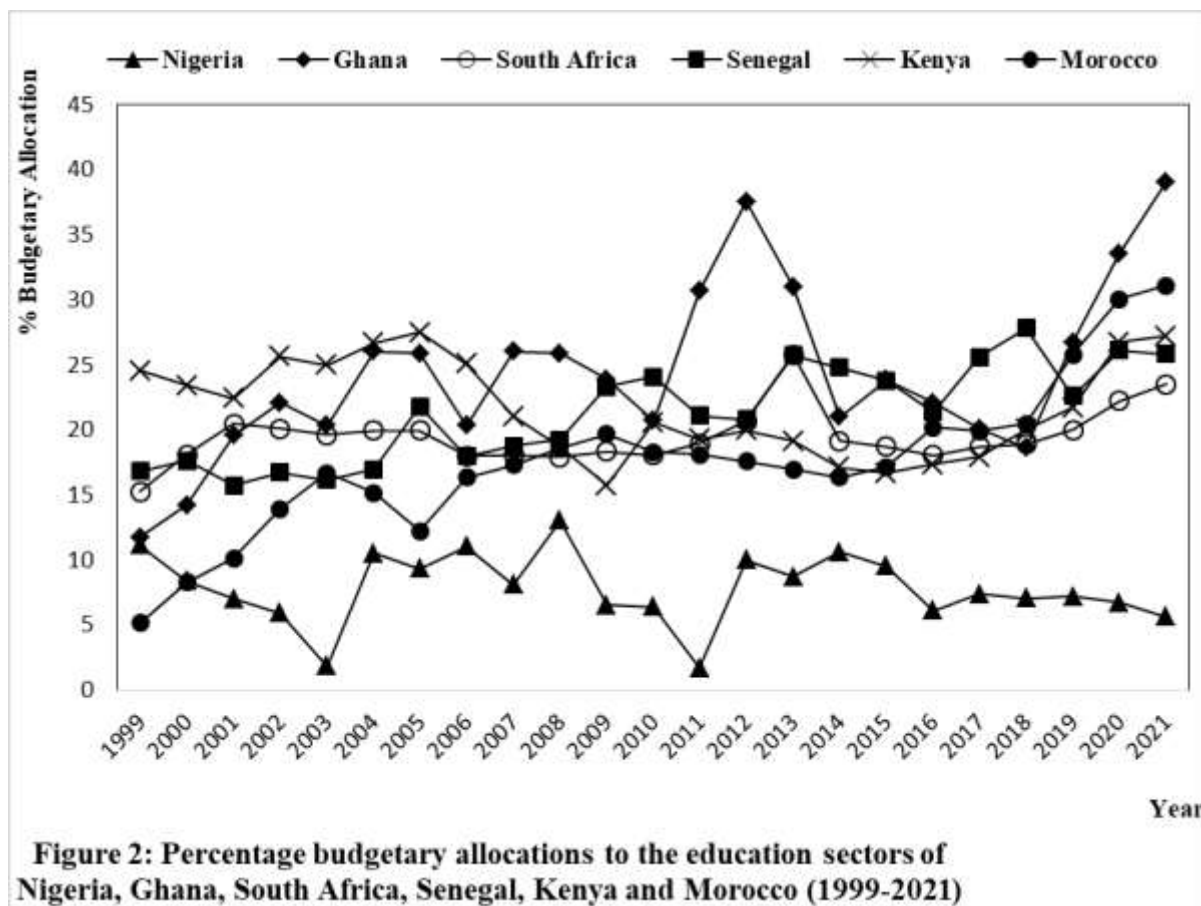 Nigeria Ghana South Africa Senegal Kenya Morocco
% Budgetary Allocation
45
40
35
30
25
20
15
10
5
0
1999 2000 2001 2002 2003 2004 2005 2006 2007 2008 2009 2010 2011 2012 2013 2014 2015 2016 2017 2018 2019 2020 2021
Year
Figure 2: Percentage budgetary allocations to the education sectors of
Nigeria, Ghana, South Africa, Senegal, Kenya and Morocco (1999-2021)